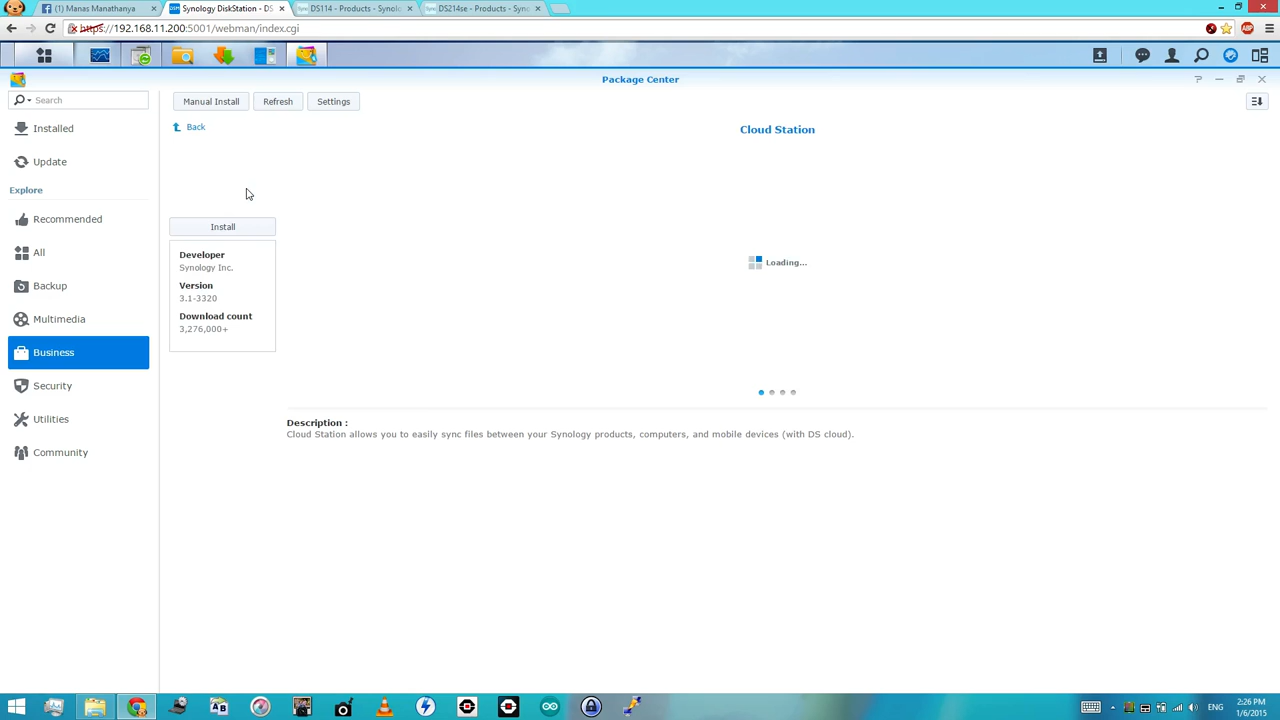 (1) Manas Manathanya
Synology DiskStation - DS
DS114 - Products - Synolo
DS214se - Products - Syno
https://192.168.11.200:5001/webman/index.cgi
ABP
Package Center
Search
Manual Install
Refresh
Settings
Back
Cloud Station
Installed
Update
Explore
Recommended
All
Backup
Multimedia
Business
Security
Utilities
Community
Install
Developer
Synology Inc.
Version
3.1-3320
Download count
3,276,000+
Loading...
Description :
Cloud Station allows you to easily sync files between your Synology products, computers, and mobile devices (with DS cloud).
ENG
2:26 PM
1/6/2015